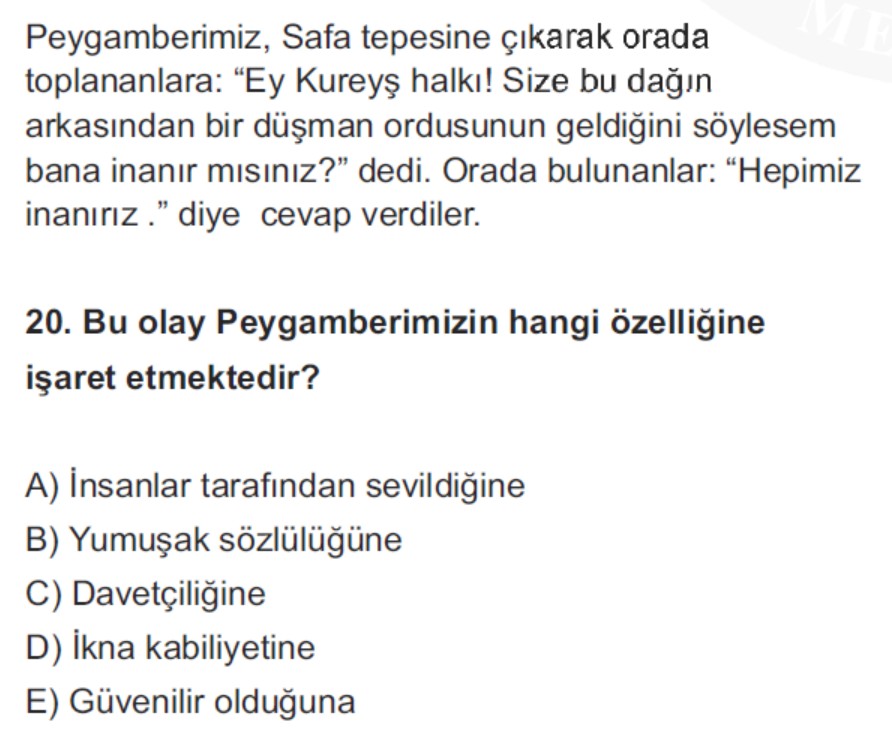 Peygamberimiz, Safa tepesine çıkarak orada
toplananlara: “Ey Kureyş halkı! Size bu dağın
arkasından bir düşman ordusunun geldiğini söylesem
bana inanır mısınız?” dedi. Orada bulunanlar: “Hepimiz
inanırız .” diye cevap verdiler.
20. Bu olay Peygamberimizin hangi özelliğine
işaret etmektedir?
A) İnsanlar tarafından sevildiğine
B) Yumuşak sözlülüğüne
C) Davetçiliğine
D) İkna kabiliyetine
E) Güvenilir olduğuna